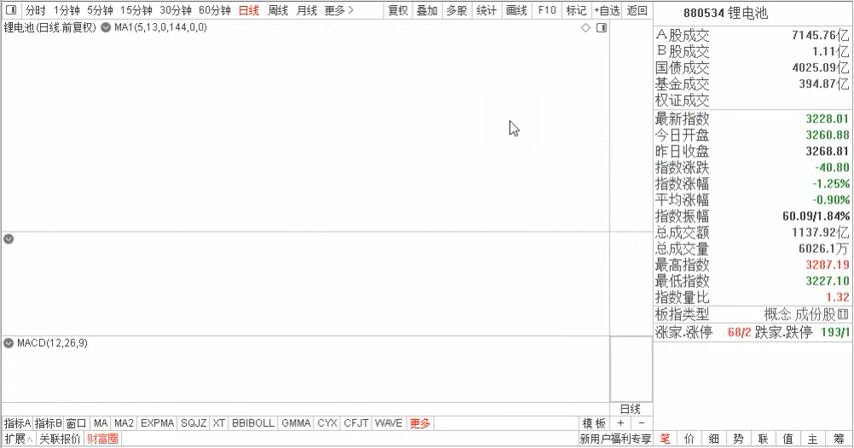 分时 1分钟 5分钟 15分钟 30分钟 60分钟 日线 周线 月线 更多> 复权 叠加 多股 统计 画线 F10 标记 +自选 返回
锂电池(日线.前复权) MA1(5,13,0,144,0,0)
MACD(12,26,9)
日线
指标A 指标B 窗口 MA MA2 EXPMA SQJZ XT BBIBOLL GMMA CYX CFJT WAVE 更多 模板 + -
扩展^ 关联报价 财富圈 新用户福利专享
880534 锂电池
A股成交 7145.76亿
B股成交 1.11亿
国债成交 4025.09亿
基金成交 394.87亿
权证成交
最新指数 3228.01
今日开盘 3260.88
昨日收盘 3268.81
指数涨跌 -40.80
指数涨幅 -1.25%
平均涨幅 -0.90%
指数振幅 60.09/1.84%
总成交额 1137.92亿
总成交量 6026.1万
最高指数 3287.19
最低指数 3227.10
指数量比 1.32
板指类型 概念 成份股
涨家.涨停 68/2 跌家.跌停 193/1
笔 价 细 势 联 值 主 筹